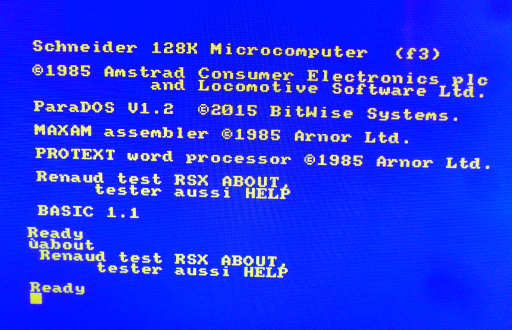 Schneider 128K Microcomputer (f3)
©1985 Amstrad Consumer Electronics plc
and Locomotive Software Ltd.
ParaDOS V1.2 ©2015 BitWise Systems.
MAXAM assembler ©1985 Arnor Ltd.
PROTEXT word processor ©1985 Arnor Ltd.
Renaud test RSX ABOUT,
tester aussi HELP
BASIC 1.1
Ready
ùabout
Renaud test RSX ABOUT,
tester aussi HELP
Ready